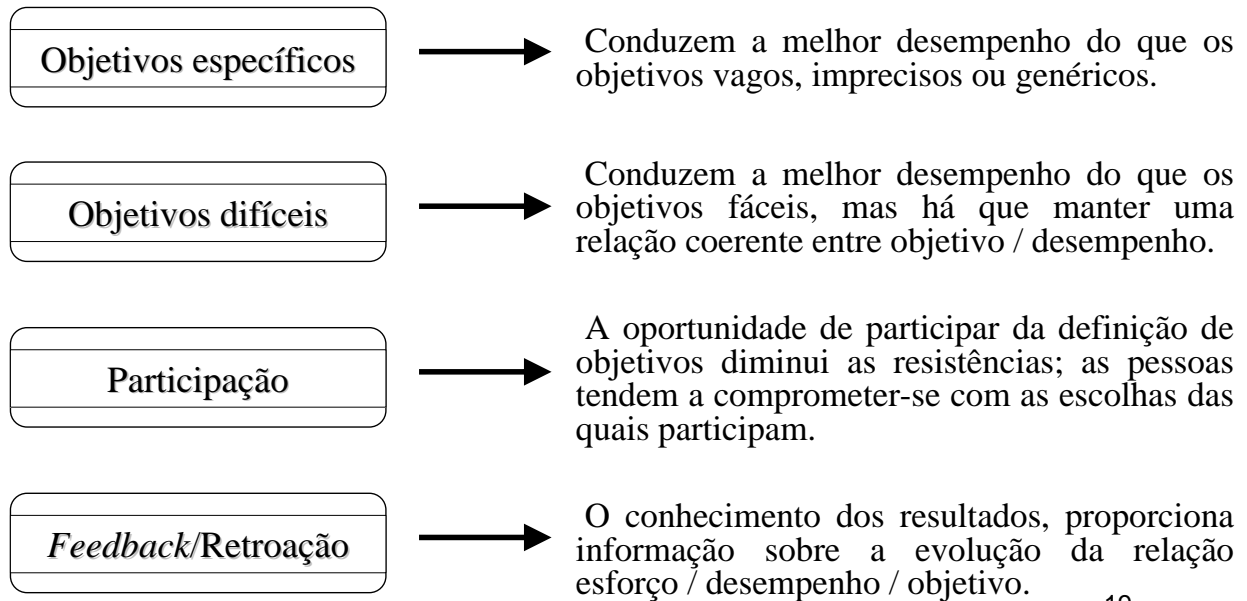 Objetivos específicos
Conduzem a melhor desempenho do que os
objetivos vagos, imprecisos ou genéricos.
Objetivos difíceis
Conduzem a melhor desempenho do que os
objetivos fáceis, mas há que manter uma
relação coerente entre objetivo / desempenho.
Participação
A oportunidade de participar da definição de
objetivos diminui as resistências; as pessoas
tendem a comprometer-se com as escolhas das
quais participam.
Feedback/Retroação
O conhecimento dos resultados, proporciona
informação sobre a evolução da relação
esforço / desempenho / objetivo.